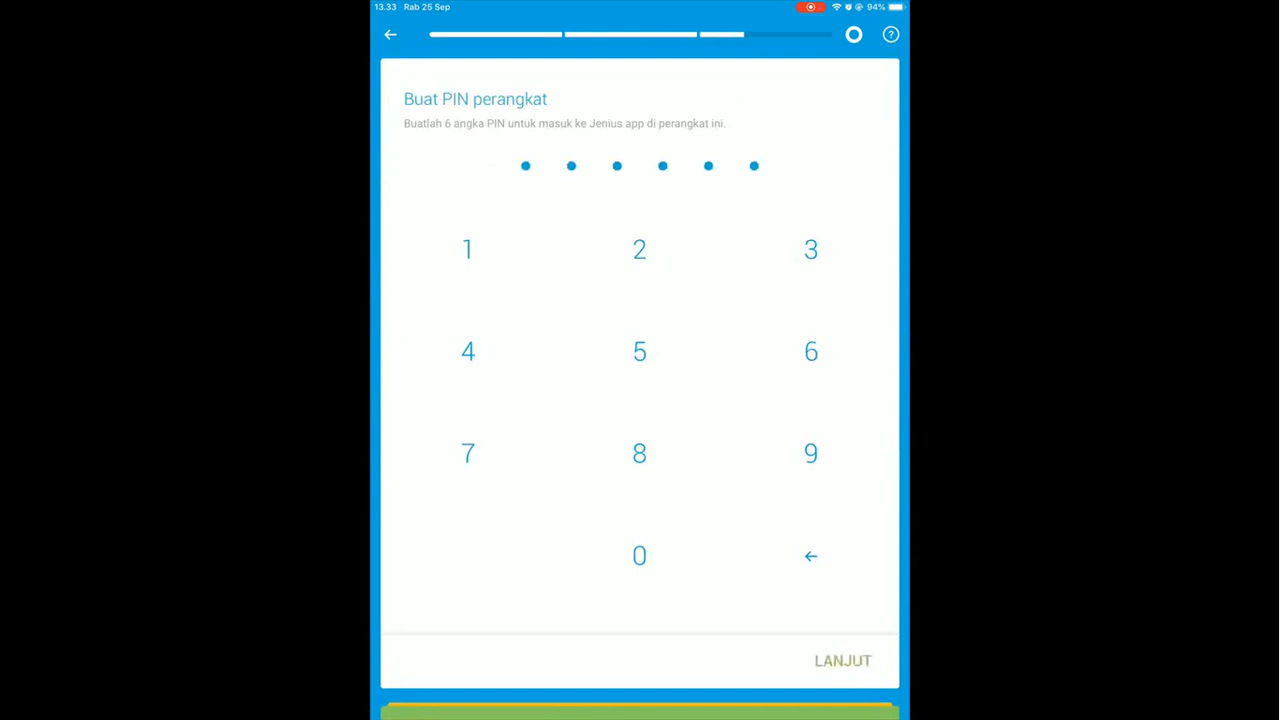 13.33 Rab 25 Sep 94%
?
Buat PIN perangkat
Buatlah 6 angka PIN untuk masuk ke Jenius app di perangkat ini.
1 2 3
4 5 6
7 8 9
0 ←
LANJUT